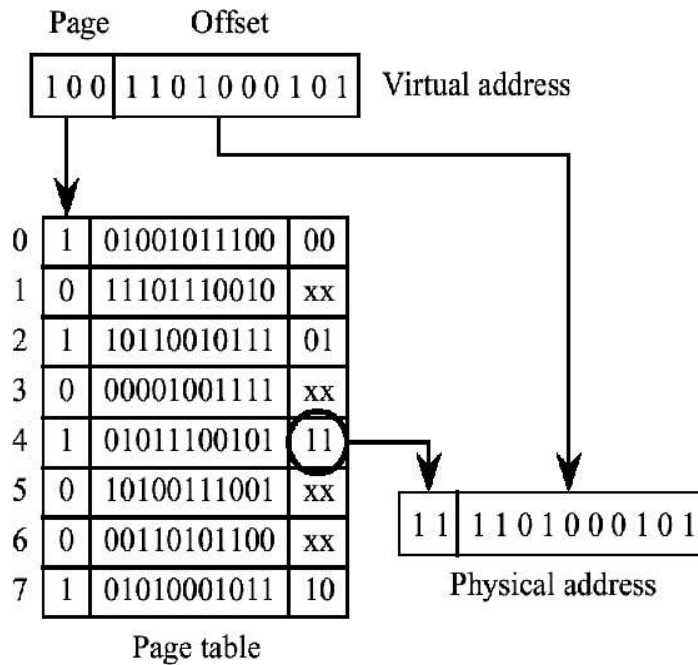 Page Offset
1 0 0 1 1 0 1 0 0 0 1 0 1 Virtual address
0 1 01001011100 00
1 0 11101110010 xx
2 1 10110010111 01
3 0 00001001111 xx
4 1 01011100101 11
5 0 10100111001 xx
6 0 00110101100 xx
7 1 01010001011 10
1 1 1 1 0 1 0 0 0 1 0 1
Physical address
Page table